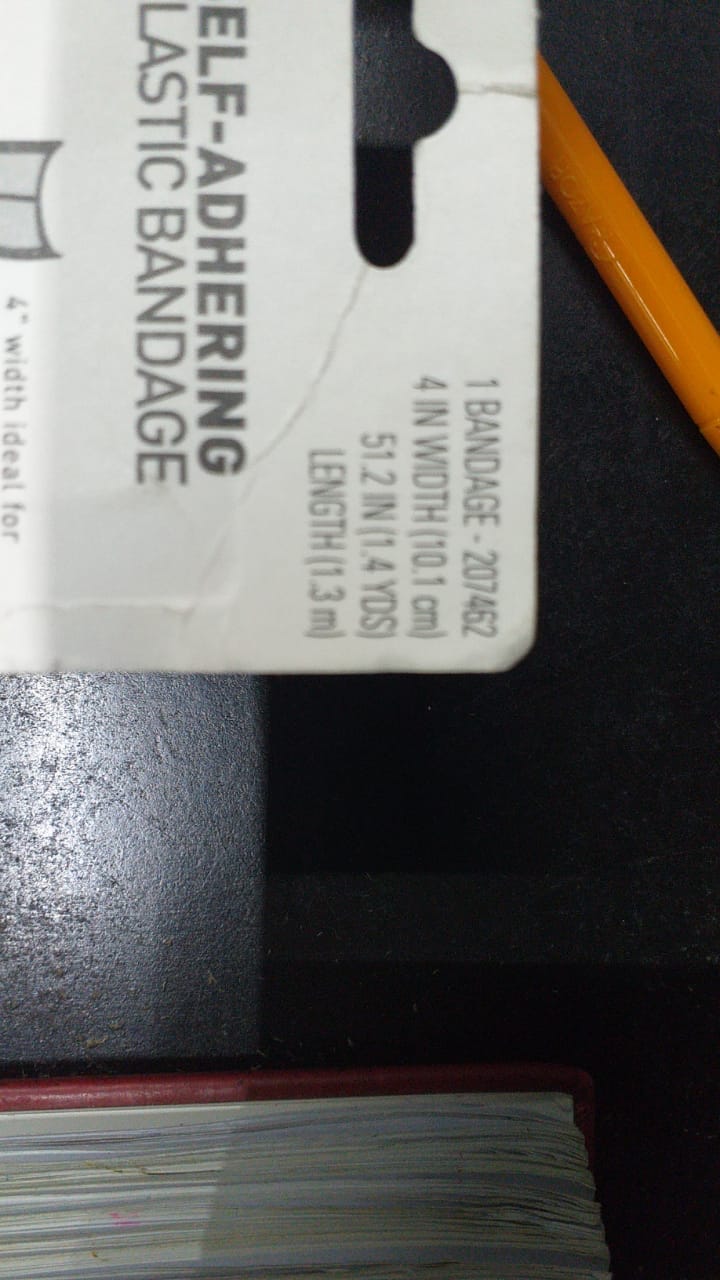 1 BANDAGE - 207462
4 IN WIDTH (10.1 cm)
51.2 IN (1.4 YDS)
LENGTH (1.3 m)
ELF-ADHERING
LASTIC BANDAGE
4" width ideal for